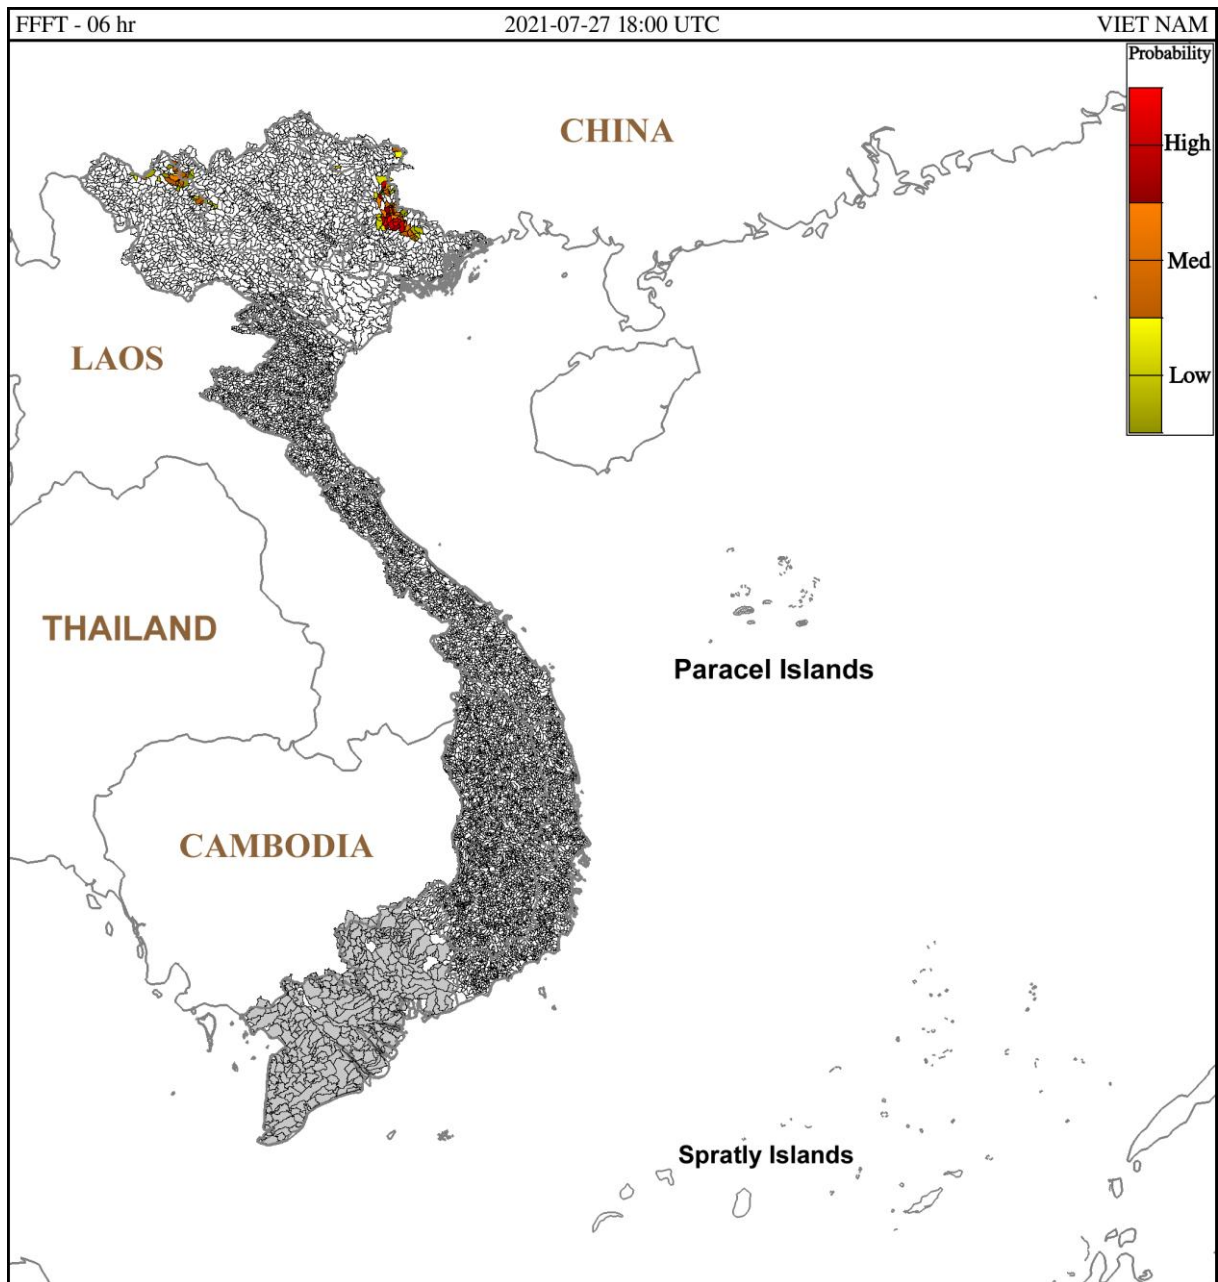 FFFT - 06 hr 2021-07-27 18:00 UTC VIET NAM
Probability
CHINA
High
Med
LAOS
Low
THAILAND
Paracel Islands
CAMBODIA
Spratly Islands